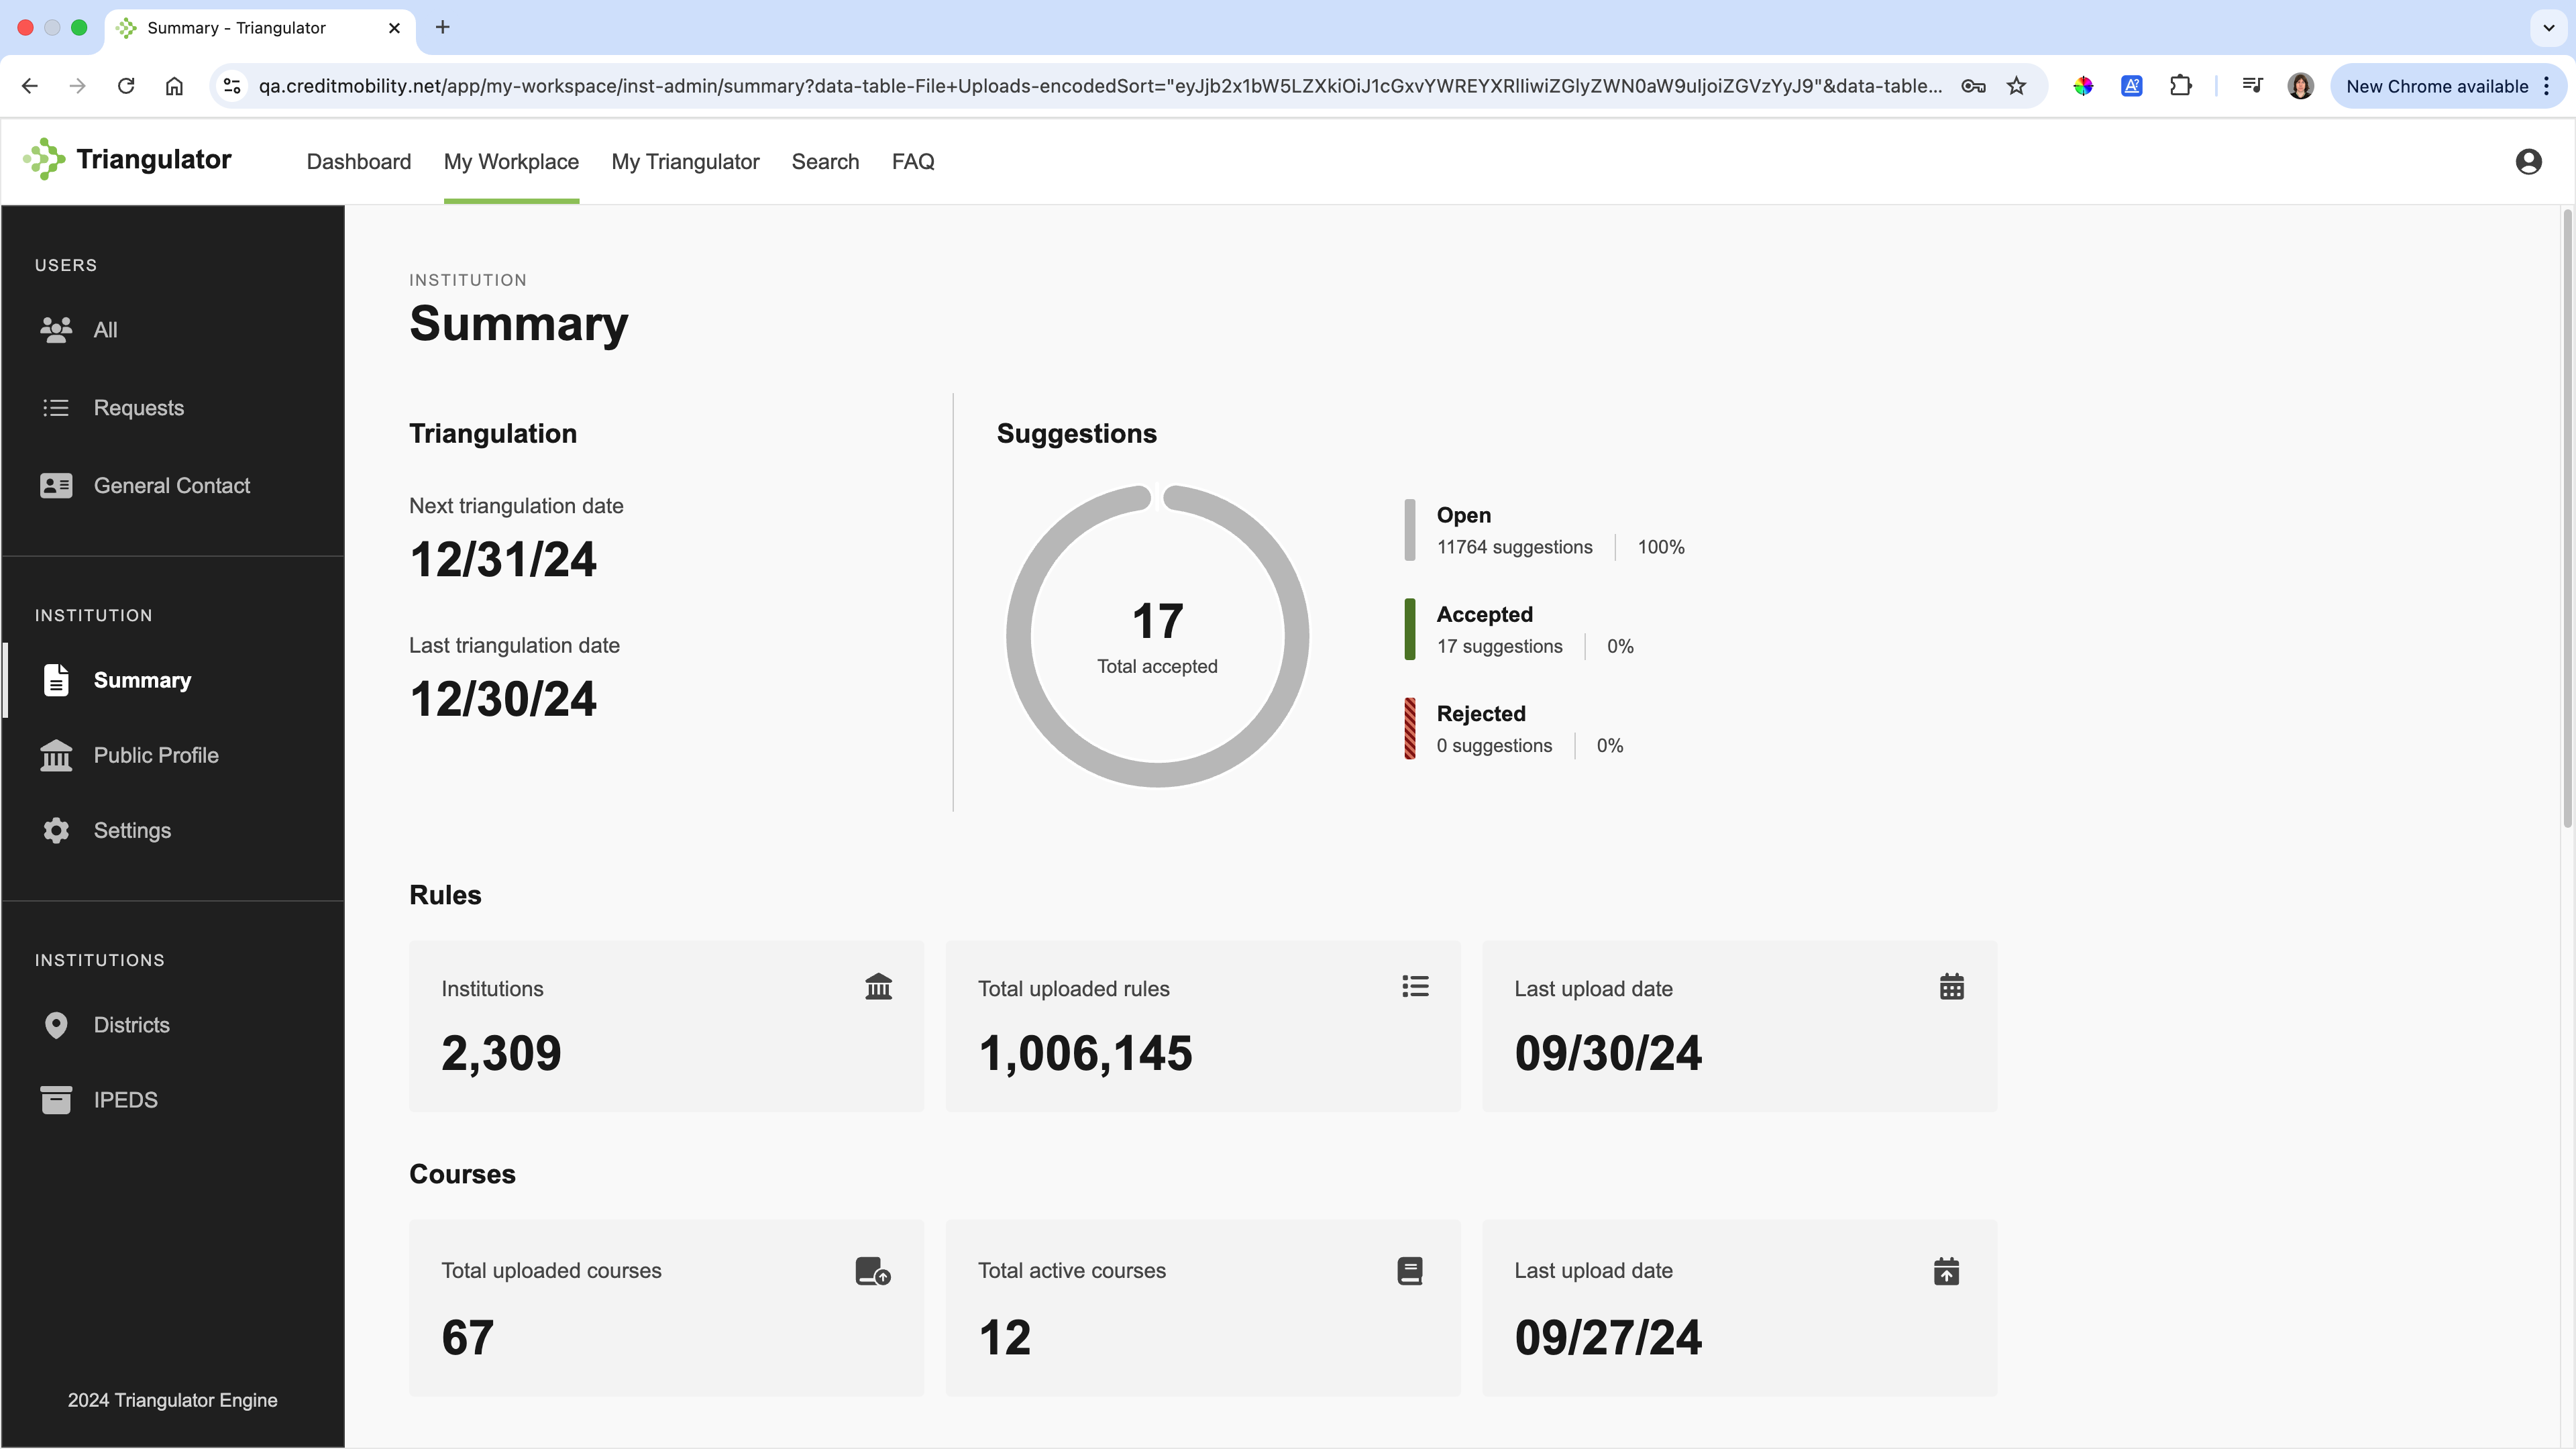 Summary - Triangulator
qa.creditmobility.net/app/my-workspace/inst-admin/summary?data-table-File+Uploads-encodedSort="eyJjb2x1bW5LZXkiOiJ1cGxvYWREYXRlIiwiZGlyZWN0aW9uIjoiZGVzYyJ9"&data-table...
New Chrome available
Triangulator
Dashboard
My Workplace
My Triangulator
Search
FAQ
USERS
All
Requests
General Contact
INSTITUTION
Summary
Public Profile
Settings
INSTITUTIONS
Districts
IPEDS
2024 Triangulator Engine
INSTITUTION
Summary
Triangulation
Next triangulation date
12/31/24
Last triangulation date
12/30/24
Suggestions
17
Total accepted
Open
11764 suggestions 100%
Accepted
17 suggestions 0%
Rejected
0 suggestions 0%
Rules
Institutions
2,309
Total uploaded rules
1,006,145
Last upload date
09/30/24
Courses
Total uploaded courses
67
Total active courses
12
Last upload date
09/27/24